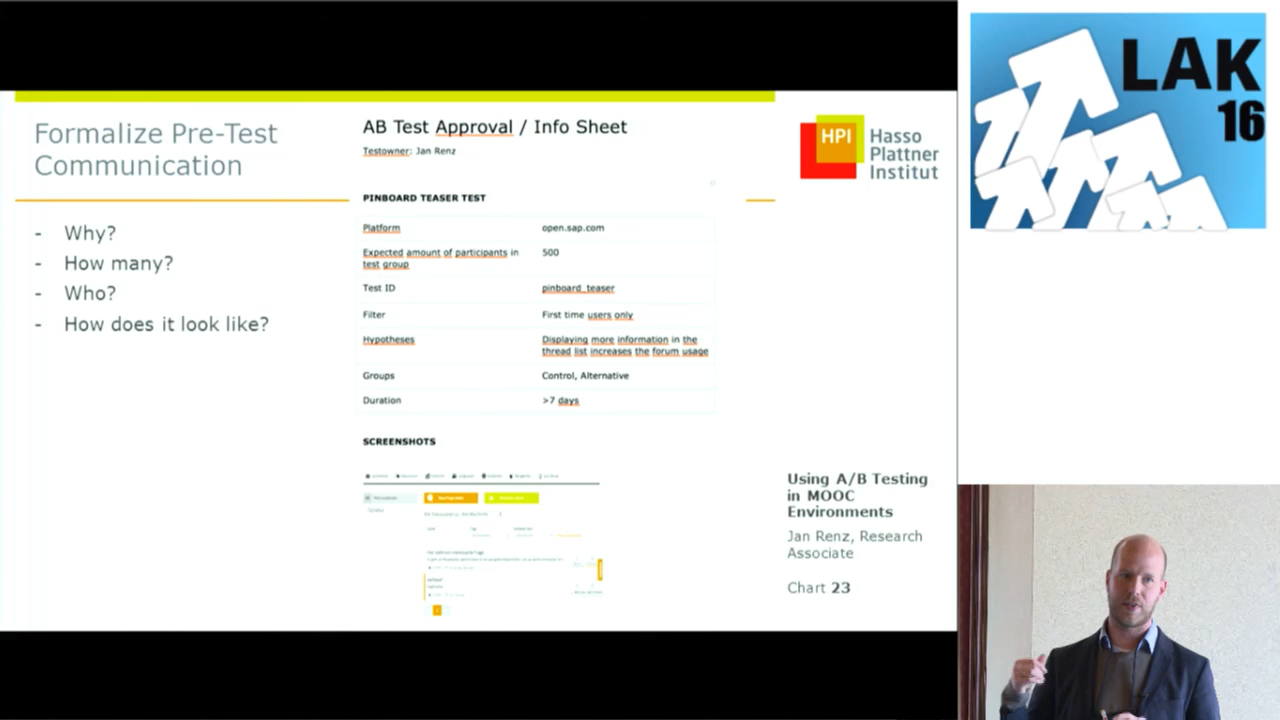 Formalize Pre-Test
Communication
- Why?
- How many?
- Who?
- How does it look like?
AB Test Approval / Info Sheet
Testowner: Jan Renz
PINBOARD TEASER TEST
Platform open.sap.com
Expected amount of participants in 500
test group
Test ID pinboard_teaser
Filter First time users only
Hypotheses Displaying more information in the
thread list increases the forum usage
Groups Control, Alternative
Duration >7 days
SCREENSHOTS
HPI Hasso
Plattner
Institut
Using A/B Testing
in MOOC
Environments
Jan Renz, Research
Associate
Chart 23
LAK
16